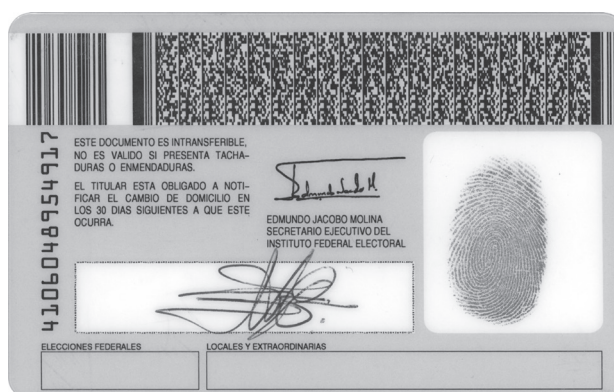 4106048954917
ESTE DOCUMENTO ES INTRANSFERIBLE,
NO ES VALIDO SI PRESENTA TACHA-
DURAS O ENMENDADURAS.
EL TITULAR ESTA OBLIGADO A NOTI-
FICAR EL CAMBIO DE DOMICILIO EN
LOS 30 DIAS SIGUIENTES A QUE ESTE
OCURRA.
EDMUNDO JACOBO MOLINA
SECRETARIO EJECUTIVO DEL
INSTITUTO FEDERAL ELECTORAL
ELECCIONES FEDERALES
LOCALES Y EXTRAORDINARIAS